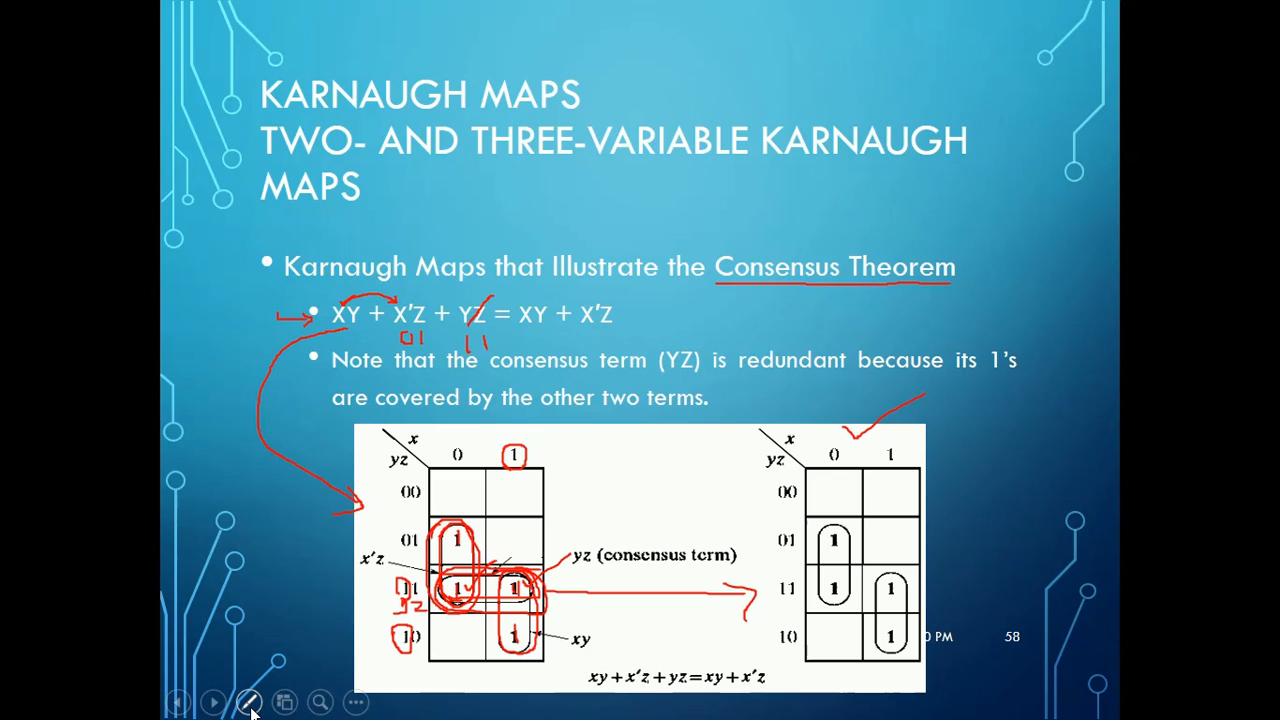 KARNAUGH MAPS
TWO- AND THREE-VARIABLE KARNAUGH
MAPS
• Karnaugh Maps that Illustrate the Consensus Theorem
• XY + X'Z + YZ = XY + X'Z
01 11
• Note that the consensus term (YZ) is redundant because its 1's
are covered by the other two terms.
x
yz 0 1
00
01 1
x'z
yz (consensus term)
11 1 1
yz
10 1
xy
x
yz 0 1
00
01 1
11 1 1
10 1
0 PM 58
xy + x'z + yz = xy + x'z